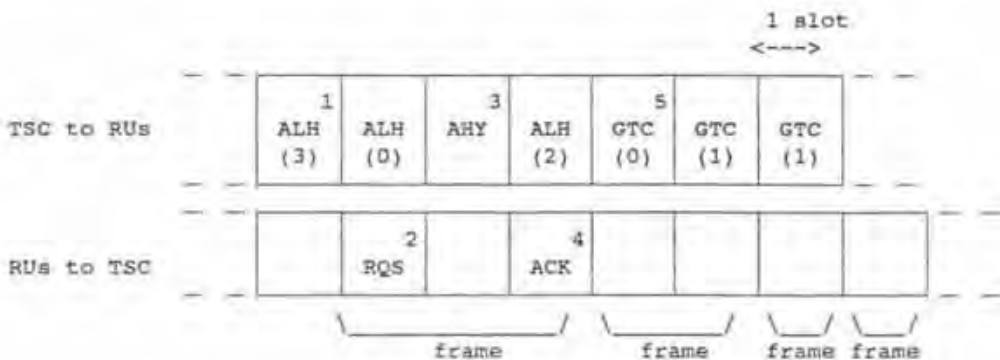 1 slot
<--->
1 3 5
TSC to RUs ALH ALH AHY ALH GTC GTC GTC
(3) (0) (2) (0) (1) (1)
2 4
RUs to TSC RQS ACK
frame frame frame frame